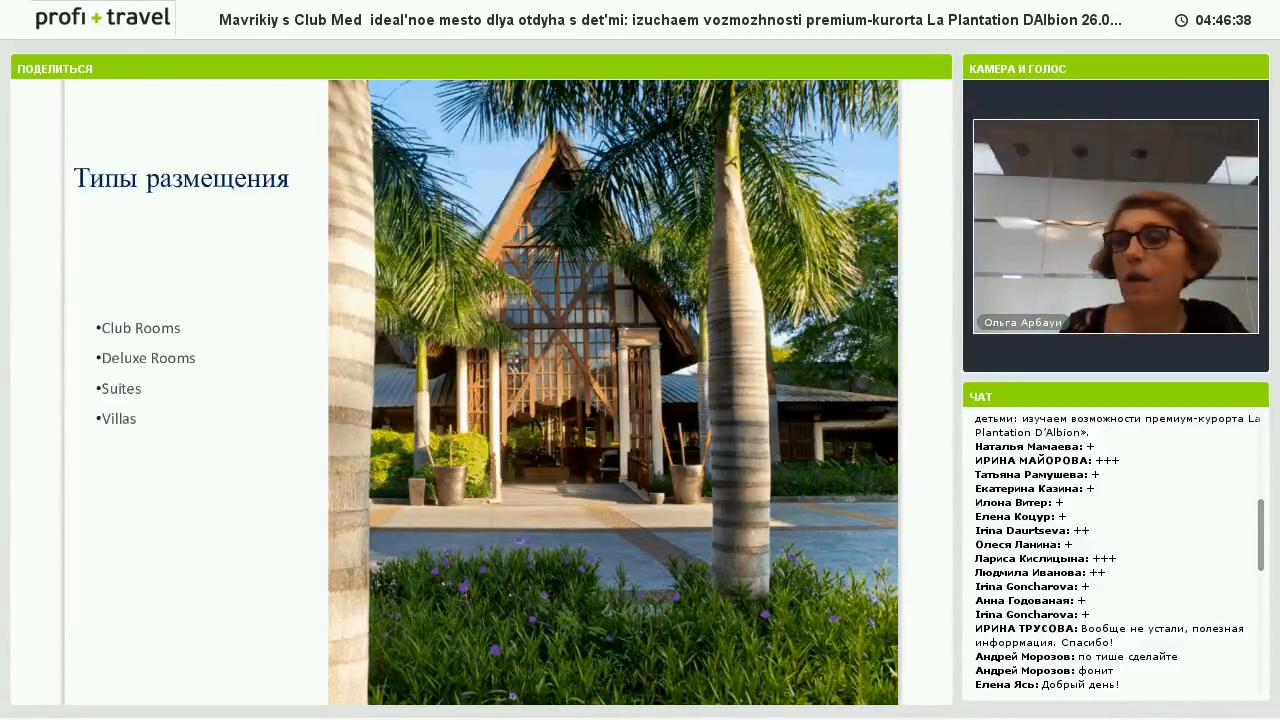 profi + travel
Mavrikiy s Club Med ideal'noe mesto dlya otdyha s det'mi: izuchaem vozmozhnosti premium-kurorta La Plantation DAlbion 26.0...
04:46:38
ПОДЕЛИТЬСЯ
Типы размещения
•Club Rooms
•Deluxe Rooms
•Suites
•Villas
КАМЕРА И ГОЛОС
Ольга Арбауи
ЧАТ
детьми: изучаем возможности премиум-курорта La
Plantation D'Albion».
Наталья Мамаева: +
ИРИНА МАЙОРОВА: +++
Татьяна Рамушева: +
Екатерина Казина: +
Илона Витер: +
Елена Коцур: +
Irina Daurtseva: ++
Олеся Ланина: +
Лариса Кислицына: +++
Людмила Иванова: ++
Irina Goncharova: +
Анна Годованая: +
Irina Goncharova: +
ИРИНА ТРУСОВА: Вообще не устали, полезная
инфоррмация. Спасибо!
Андрей Морозов: по тише сделайте
Андрей Морозов: фонит
Елена Ясь: Добрый день!